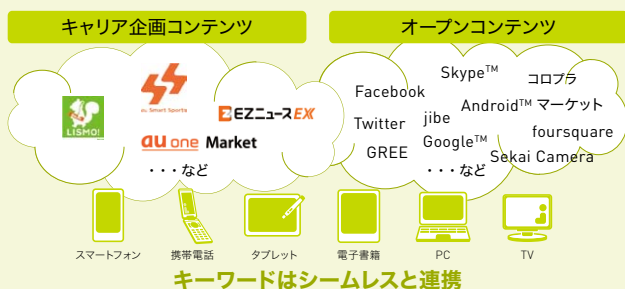 キャリア企画コンテンツ
オープンコンテンツ
LISMO!
au Smart Sports
EZニュースEX
au one Market
・・・など
Facebook
Skype™
コロプラ
Twitter
jibe
Android™ マーケット
GREE
Google™
foursquare
Sekai Camera
・・・など
スマートフォン
携帯電話
タブレット
電子書籍
PC
TV
キーワードはシームレスと連携